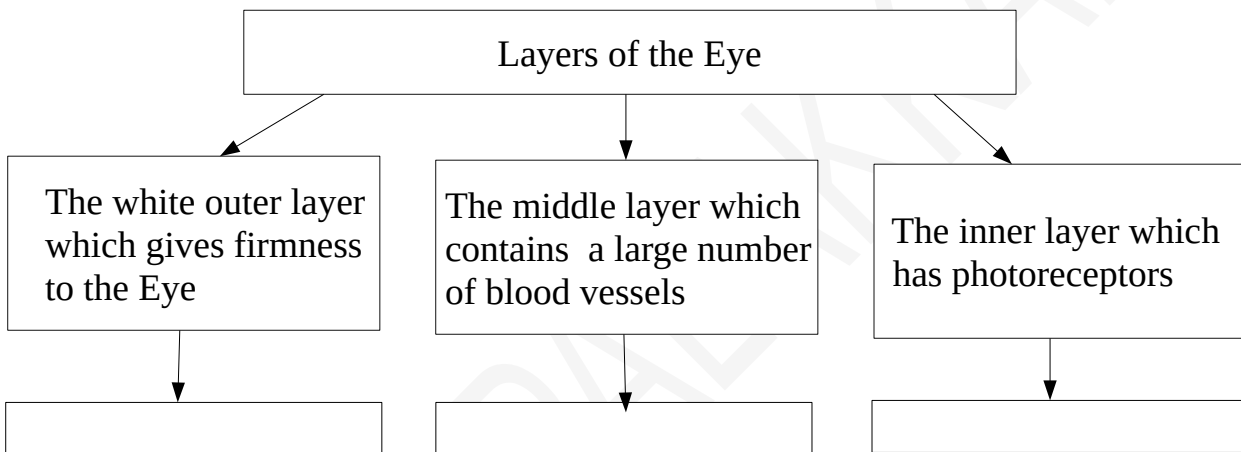 Layers of the Eye
The white outer layer
which gives firmness
to the Eye
The middle layer which
contains a large number
of blood vessels
The inner layer which
has photoreceptors